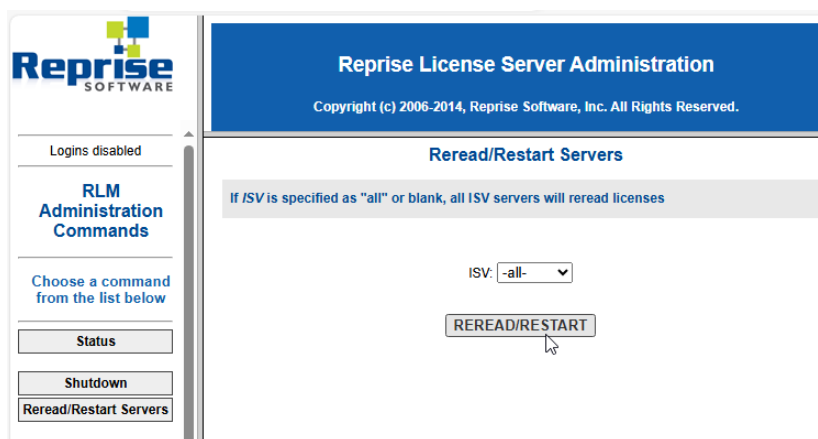 Reprise
SOFTWARE
Reprise License Server Administration
Copyright (c) 2006-2014, Reprise Software, Inc. All Rights Reserved.
Logins disabled
RLM
Administration
Commands
Choose a command
from the list below
Status
Shutdown
Reread/Restart Servers
Reread/Restart Servers
If ISV is specified as "all" or blank, all ISV servers will reread licenses
ISV: -all-
REREAD/RESTART